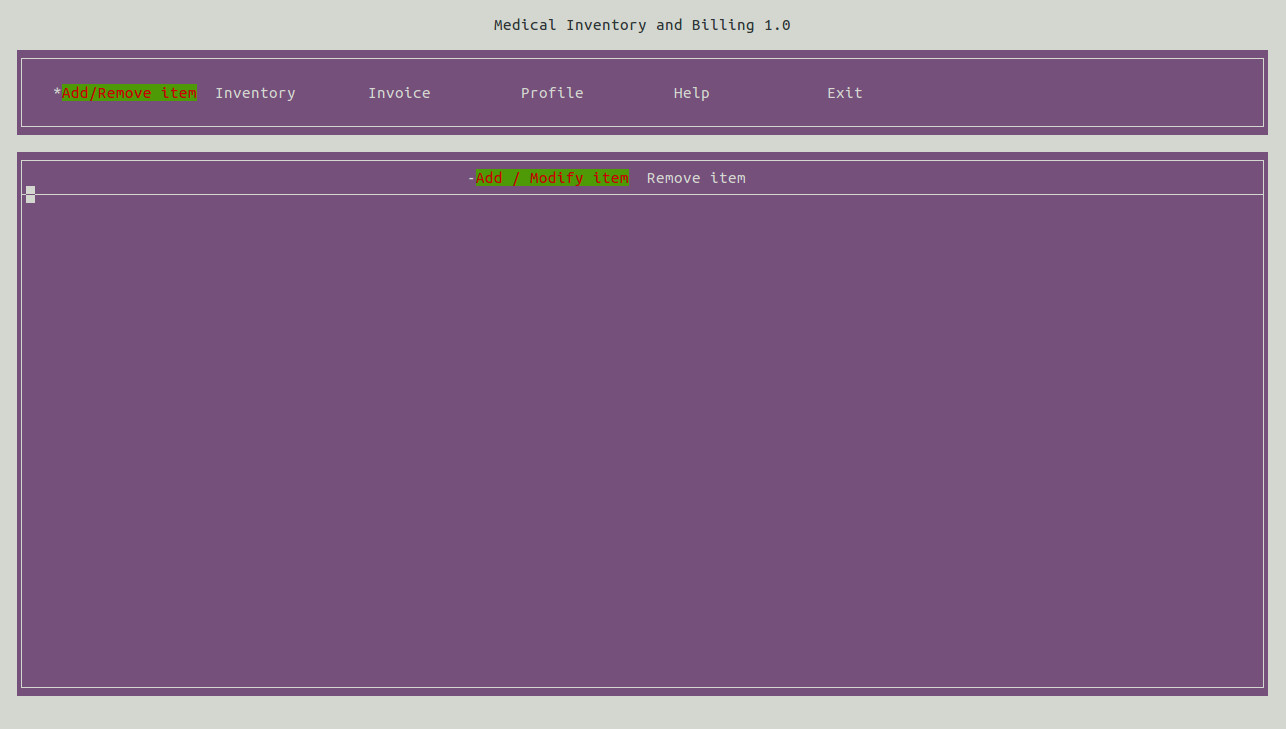 Medical Inventory and Billing 1.0
*Add/Remove item Inventory Invoice Profile Help Exit
-Add / Modify item Remove item